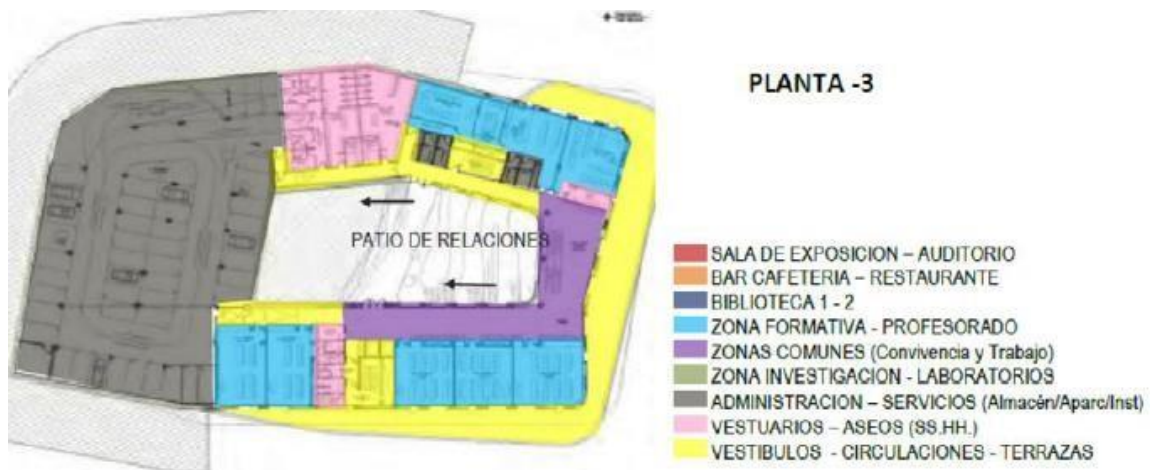 PLANTA -3
PATIO DE RELACIONES
SALA DE EXPOSICION – AUDITORIO
BAR CAFETERIA – RESTAURANTE
BIBLIOTECA 1 - 2
ZONA FORMATIVA - PROFESORADO
ZONAS COMUNES (Convivencia y Trabajo)
ZONA INVESTIGACION - LABORATORIOS
ADMINISTRACION – SERVICIOS (Almacén/Aparc/Inst)
VESTUARIOS – ASEOS (SS.HH.)
VESTIBULOS - CIRCULACIONES - TERRAZAS